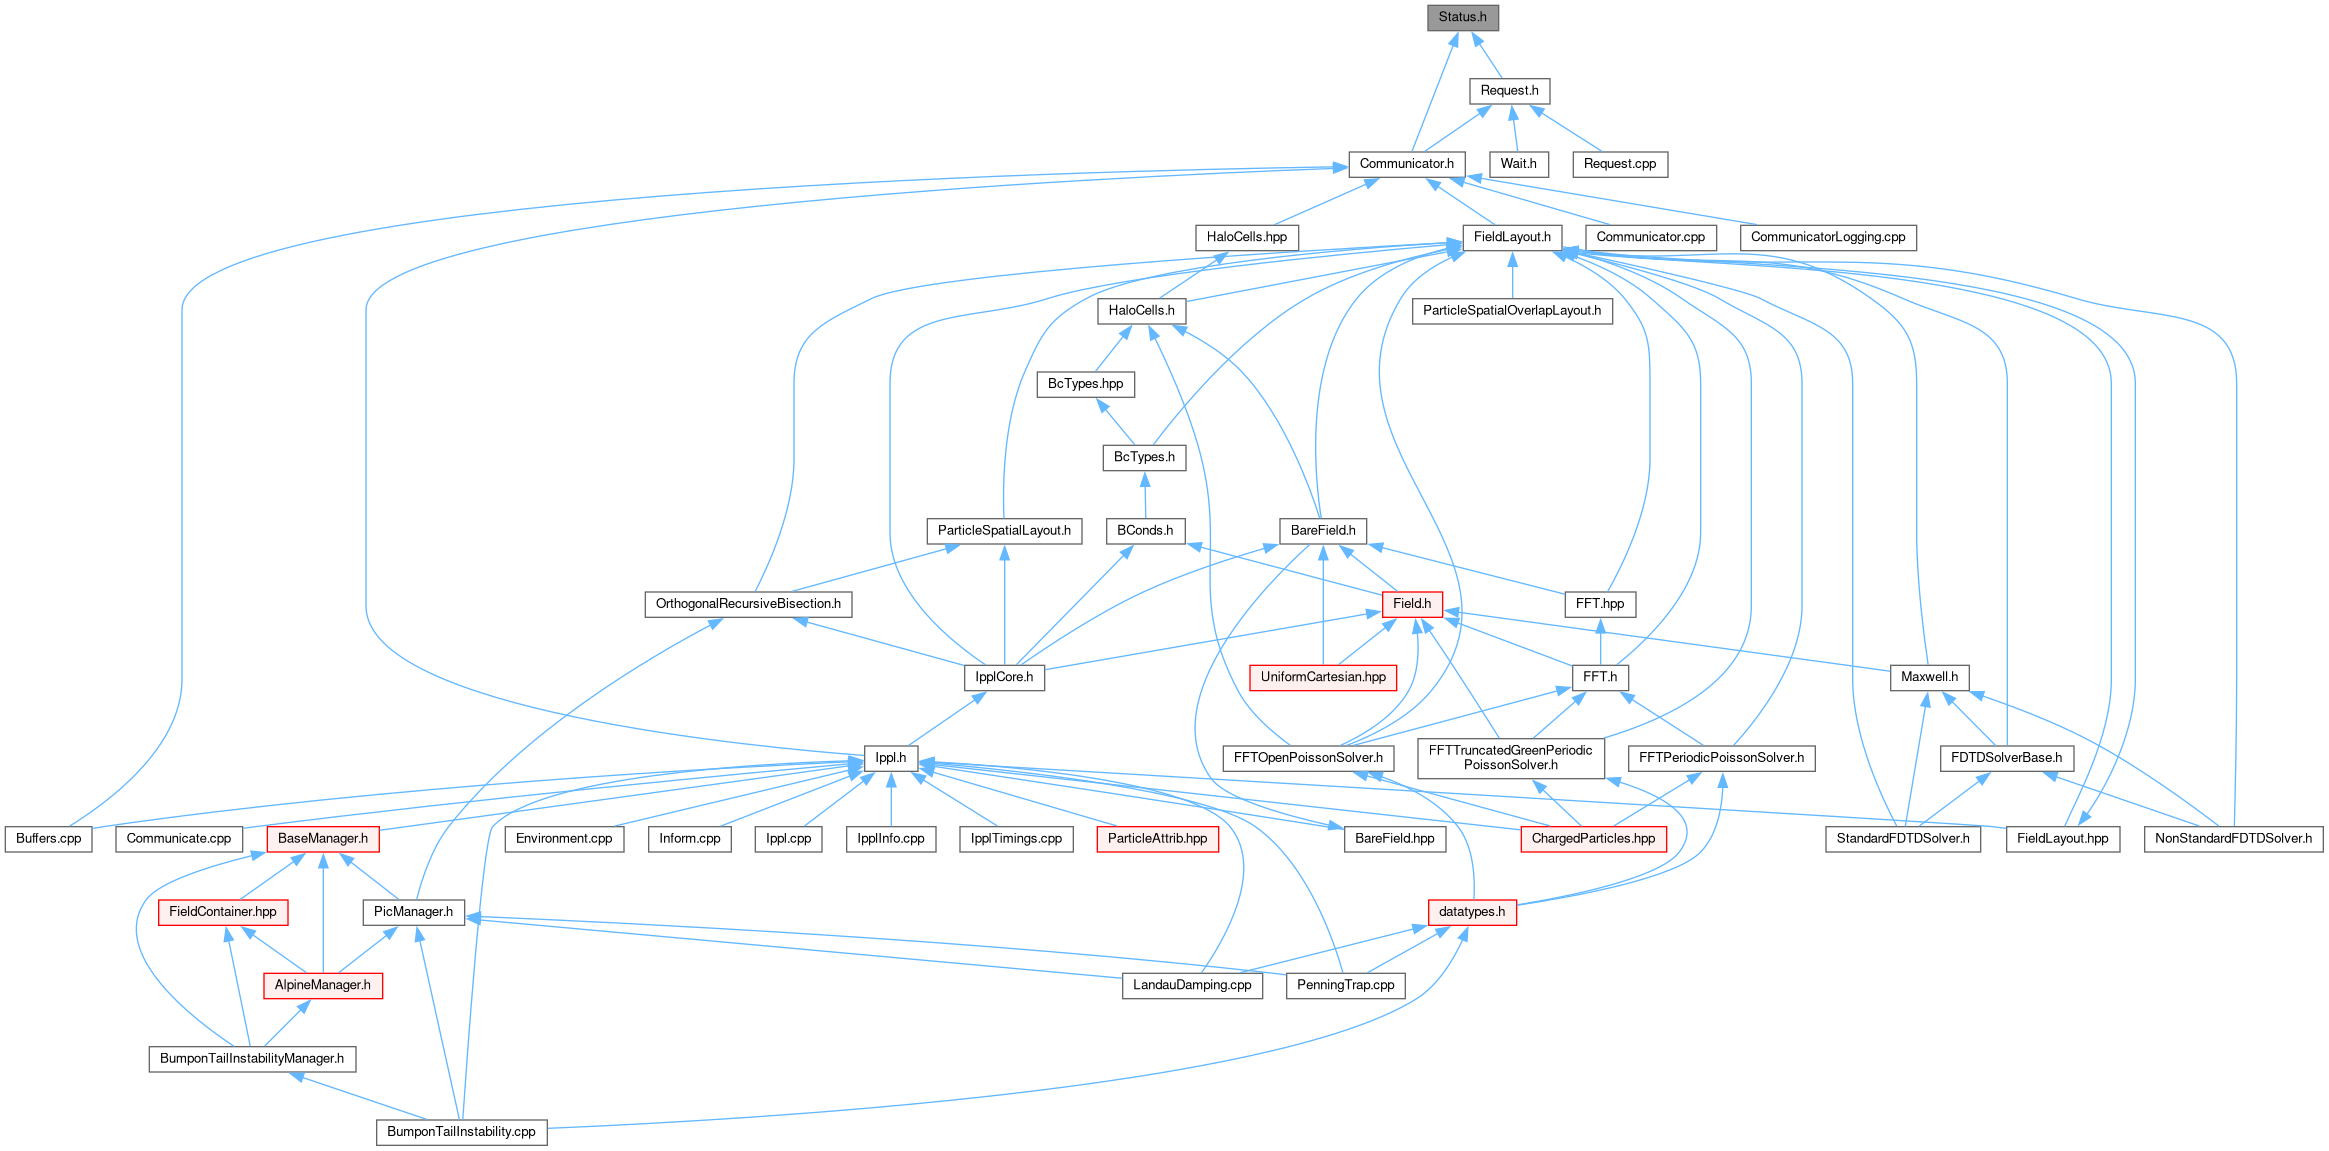 Status.h
Request.h
Communicator.h
Wait.h
Request.cpp
HaloCells.hpp
FieldLayout.h
Communicator.cpp
CommunicatorLogging.cpp
HaloCells.h
ParticleSpatialOverlapLayout.h
BcTypes.hpp
BcTypes.h
ParticleSpatialLayout.h
BConds.h
BareField.h
OrthogonalRecursiveBisection.h
Field.h
FFT.hpp
IpplCore.h
UniformCartesian.hpp
FFT.h
Maxwell.h
Ippl.h
FFTOpenPoissonSolver.h
FFTTruncatedGreenPeriodic
PoissonSolver.h
FFTPeriodicPoissonSolver.h
FDTDSolverBase.h
Buffers.cpp
Communicate.cpp
BaseManager.h
Environment.cpp
Inform.cpp
Ippl.cpp
IpplInfo.cpp
IpplTimings.cpp
ParticleAttrib.hpp
BareField.hpp
ChargedParticles.hpp
StandardFDTDSolver.h
FieldLayout.hpp
NonStandardFDTDSolver.h
FieldContainer.hpp
PicManager.h
datatypes.h
AlpineManager.h
LandauDamping.cpp
PenningTrap.cpp
BumponTailInstabilityManager.h
BumponTailInstability.cpp